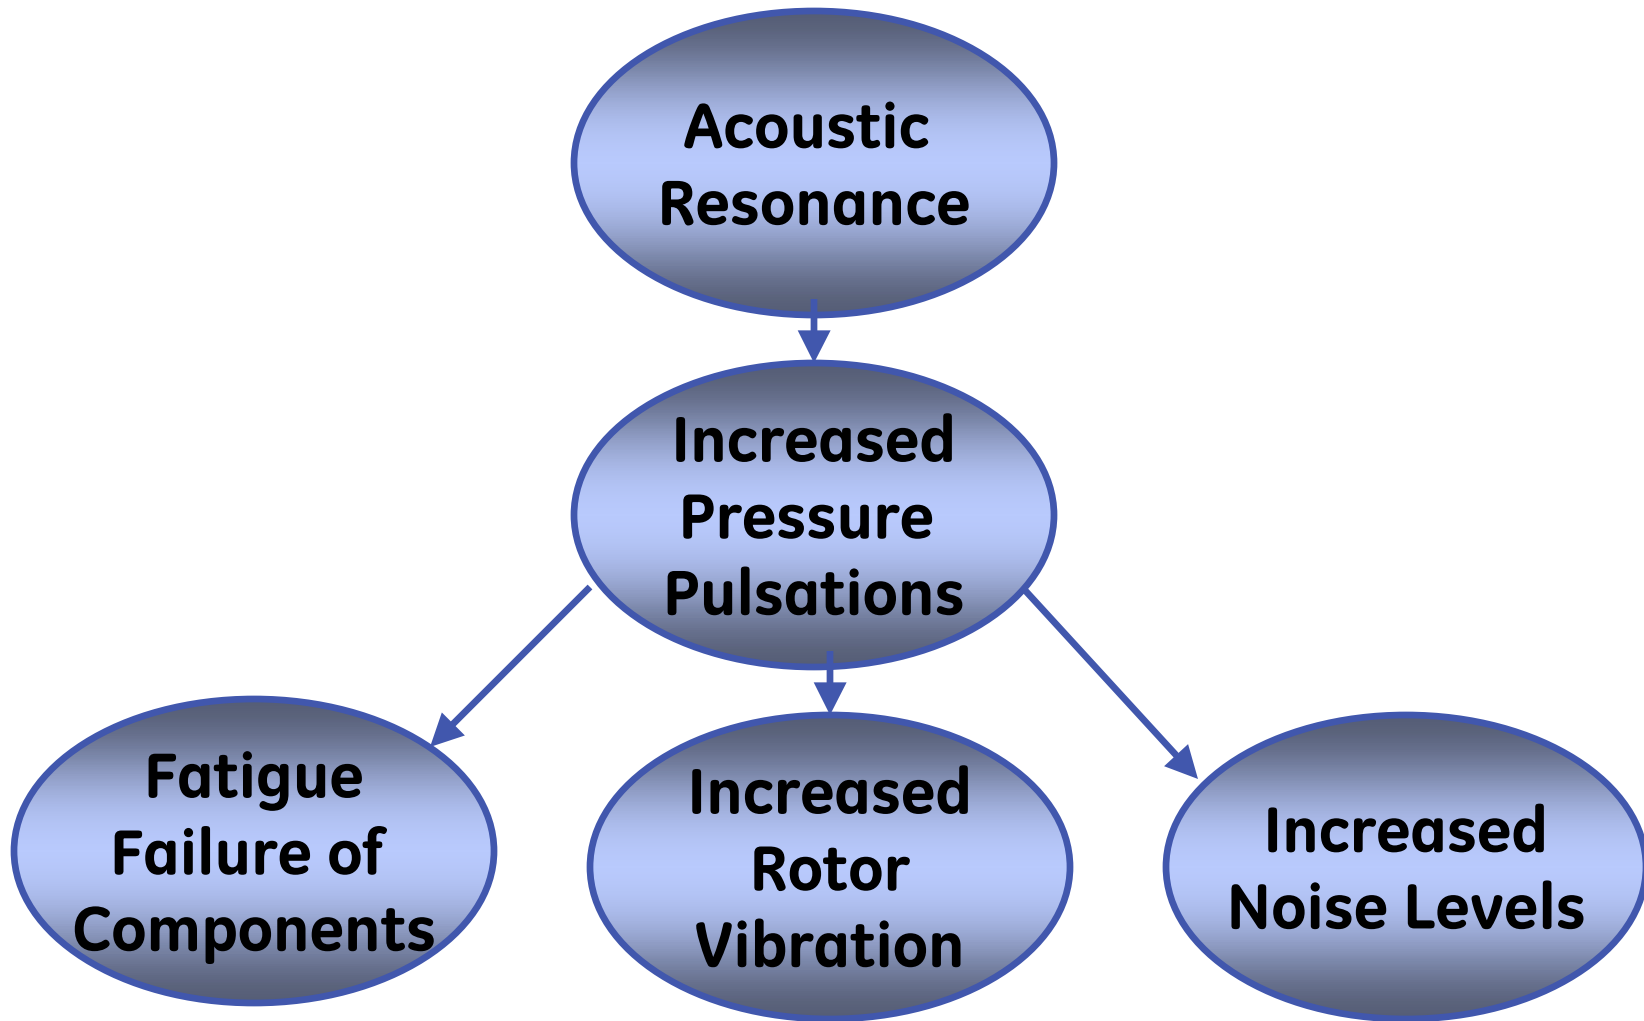 Acoustic
Resonance
Increased
Pressure
Pulsations
Fatigue
Failure of
Components
Increased
Rotor
Vibration
Increased
Noise Levels